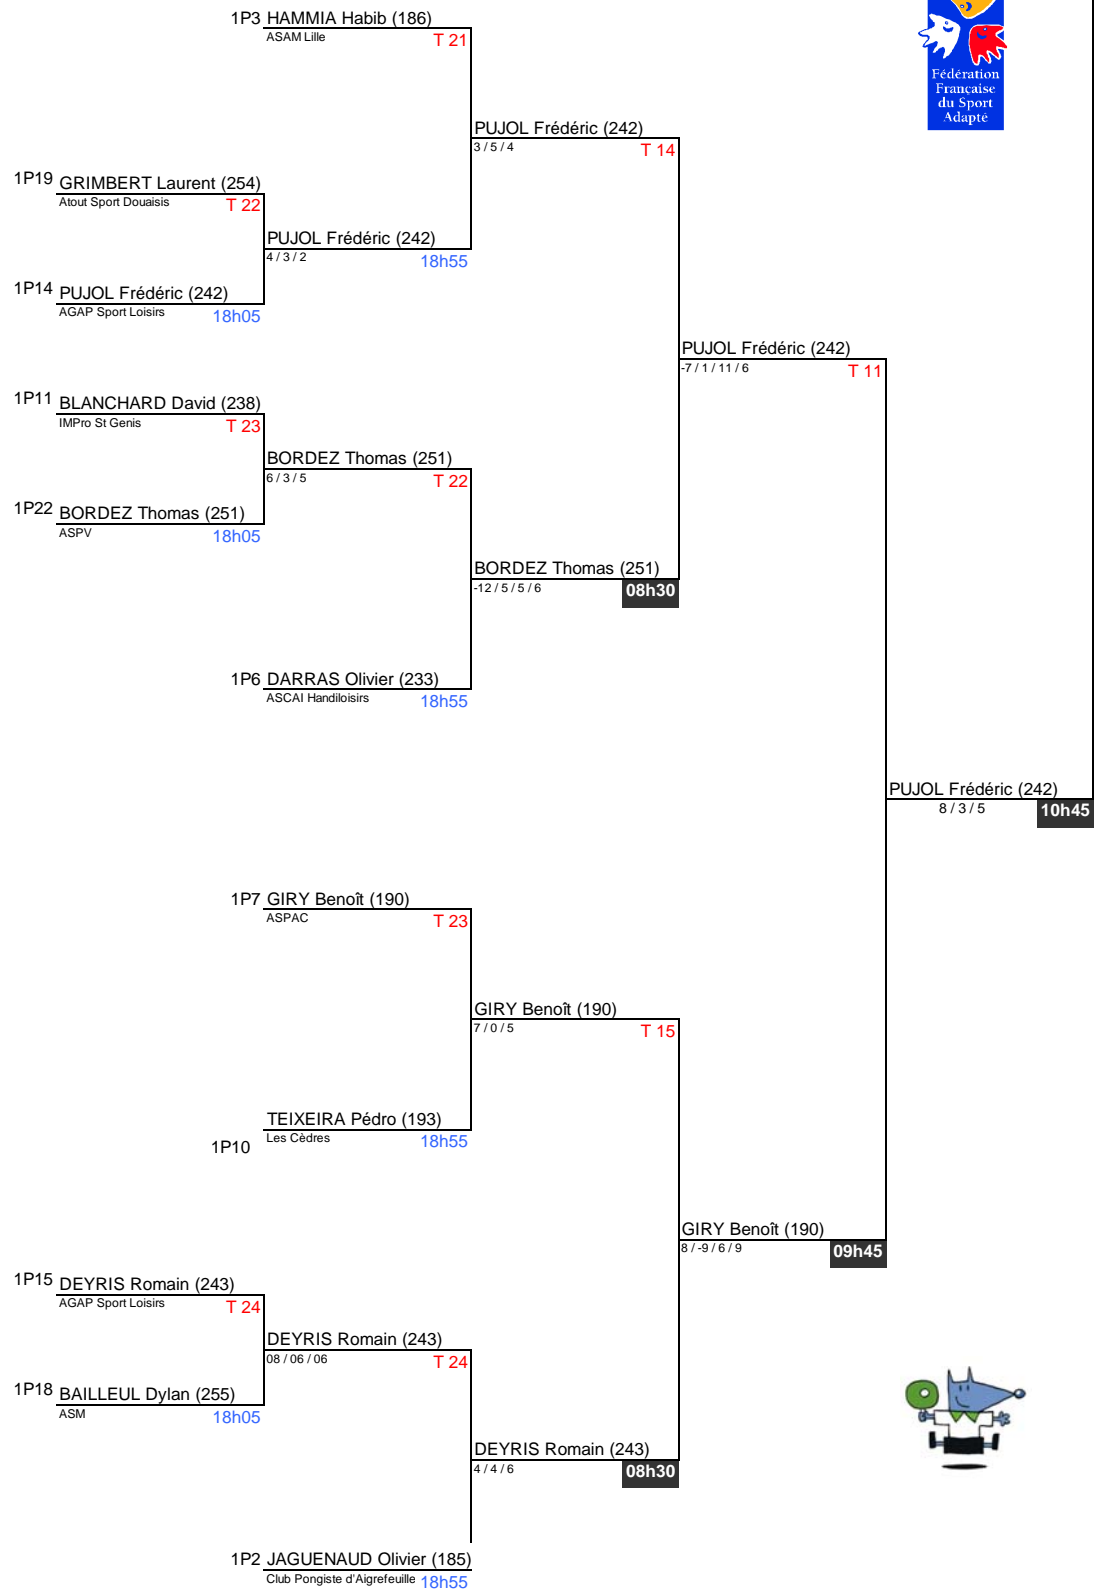 1P3 HAMMIA Habib (186)
ASAM Lille T 21
Fédération
Française
du Sport
Adapté
PUJOL Frédéric (242)
3 / 5 / 4 T 14
1P19 GRIMBERT Laurent (254)
Atout Sport Douaisis T 22
PUJOL Frédéric (242)
4 / 3 / 2 18h55
1P14 PUJOL Frédéric (242)
AGAP Sport Loisirs 18h05
PUJOL Frédéric (242)
-7 / 1 / 11 / 6 T 11
1P11 BLANCHARD David (238)
IMPro St Genis T 23
BORDEZ Thomas (251)
6 / 3 / 5 T 22
1P22 BORDEZ Thomas (251)
ASPV 18h05
BORDEZ Thomas (251)
-12 / 5 / 5 / 6 08h30
1P6 DARRAS Olivier (233)
ASCAI Handiloisirs 18h55
PUJOL Frédéric (242)
8 / 3 / 5 10h45
1P7 GIRY Benoît (190)
ASPAC T 23
GIRY Benoît (190)
7 / 0 / 5 T 15
TEIXEIRA Pédro (193)
1P10 Les Cèdres 18h55
GIRY Benoît (190)
8 / -9 / 6 / 9 09h45
1P15 DEYRIS Romain (243)
AGAP Sport Loisirs T 24
DEYRIS Romain (243)
08 / 06 / 06 T 24
1P18 BAILLEUL Dylan (255)
ASM 18h05
DEYRIS Romain (243)
4 / 4 / 6 08h30
1P2 JAGUENAUD Olivier (185)
Club Pongiste d'Aigrefeuille 18h55